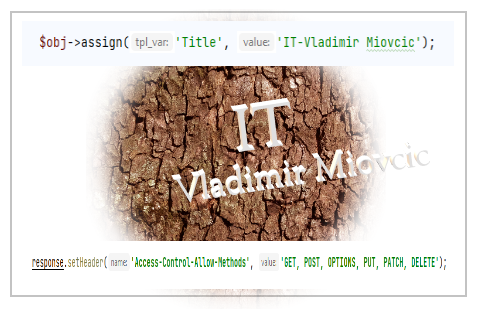 $obj->assign( tpl_var: 'Title', value: 'IT-Vladimir Miovcic');
IT
Vladimir Miovcic
response.setHeader( name: 'Access-Control-Allow-Methods', value: 'GET, POST, OPTIONS, PUT, PATCH, DELETE');